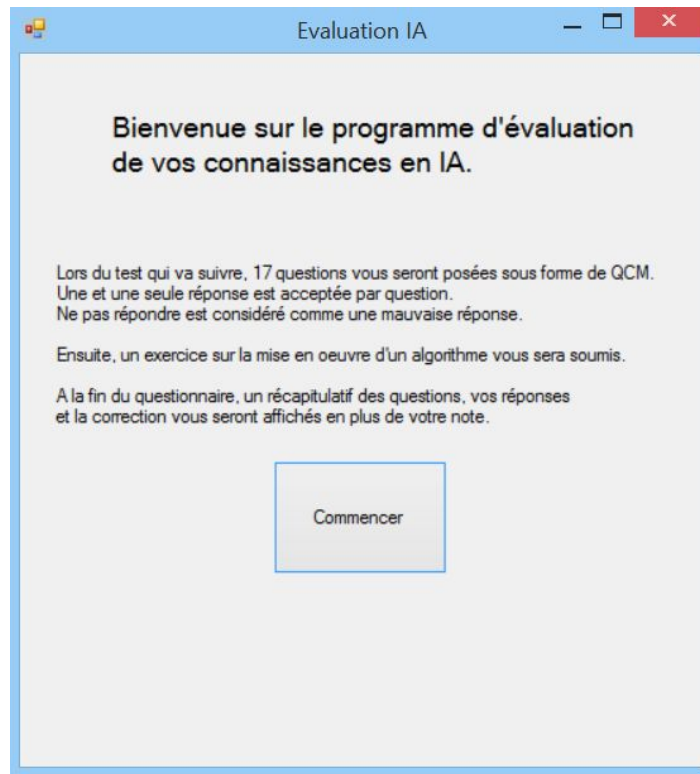 Evaluation IA
Bienvenue sur le programme d'évaluation
de vos connaissances en IA.
Lors du test qui va suivre, 17 questions vous seront posées sous forme de QCM.
Une et une seule réponse est acceptée par question.
Ne pas répondre est considéré comme une mauvaise réponse.
Ensuite, un exercice sur la mise en oeuvre d'un algorithme vous sera soumis.
A la fin du questionnaire, un récapitulatif des questions, vos réponses
et la correction vous seront affichés en plus de votre note.
Commencer